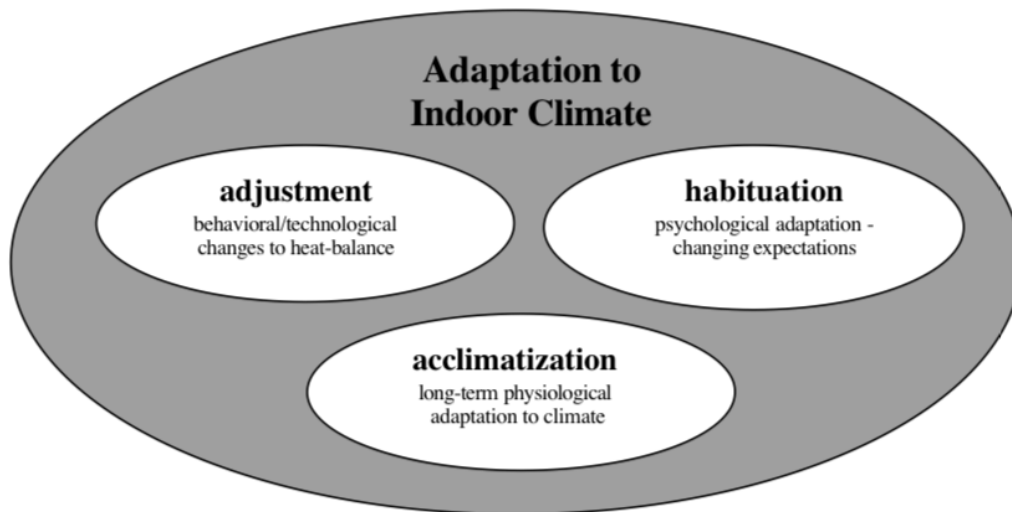 Adaptation to
Indoor Climate
adjustment
behavioral/technological
changes to heat-balance
habituation
psychological adaptation -
changing expectations
acclimatization
long-term physiological
adaptation to climate